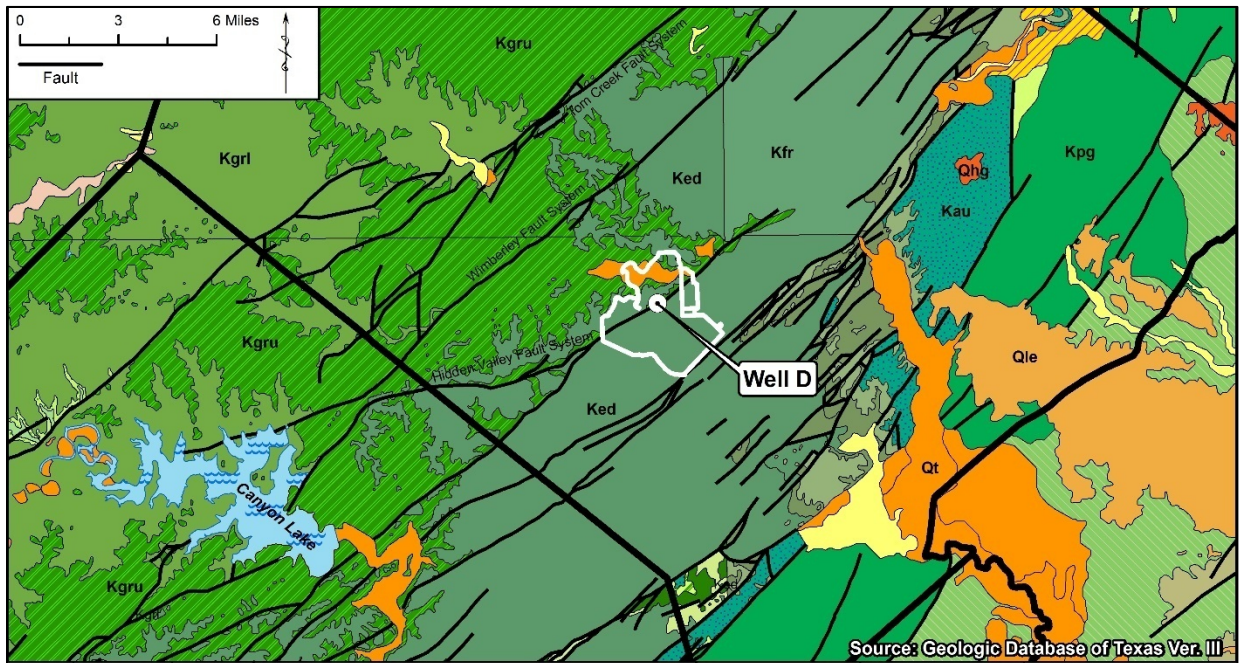 0 3 6 Miles
Fault
Kgru
Tom Creek Fault System
Kgrl
Kfr
Kpg
Ked
Qhg
Kau
Wimberley Fault System
Kgru
Hidden Valley Fault System
Qle
Well D
Ked
Qt
Canyon Lake
Kgru
Source: Geologic Database of Texas Ver. III